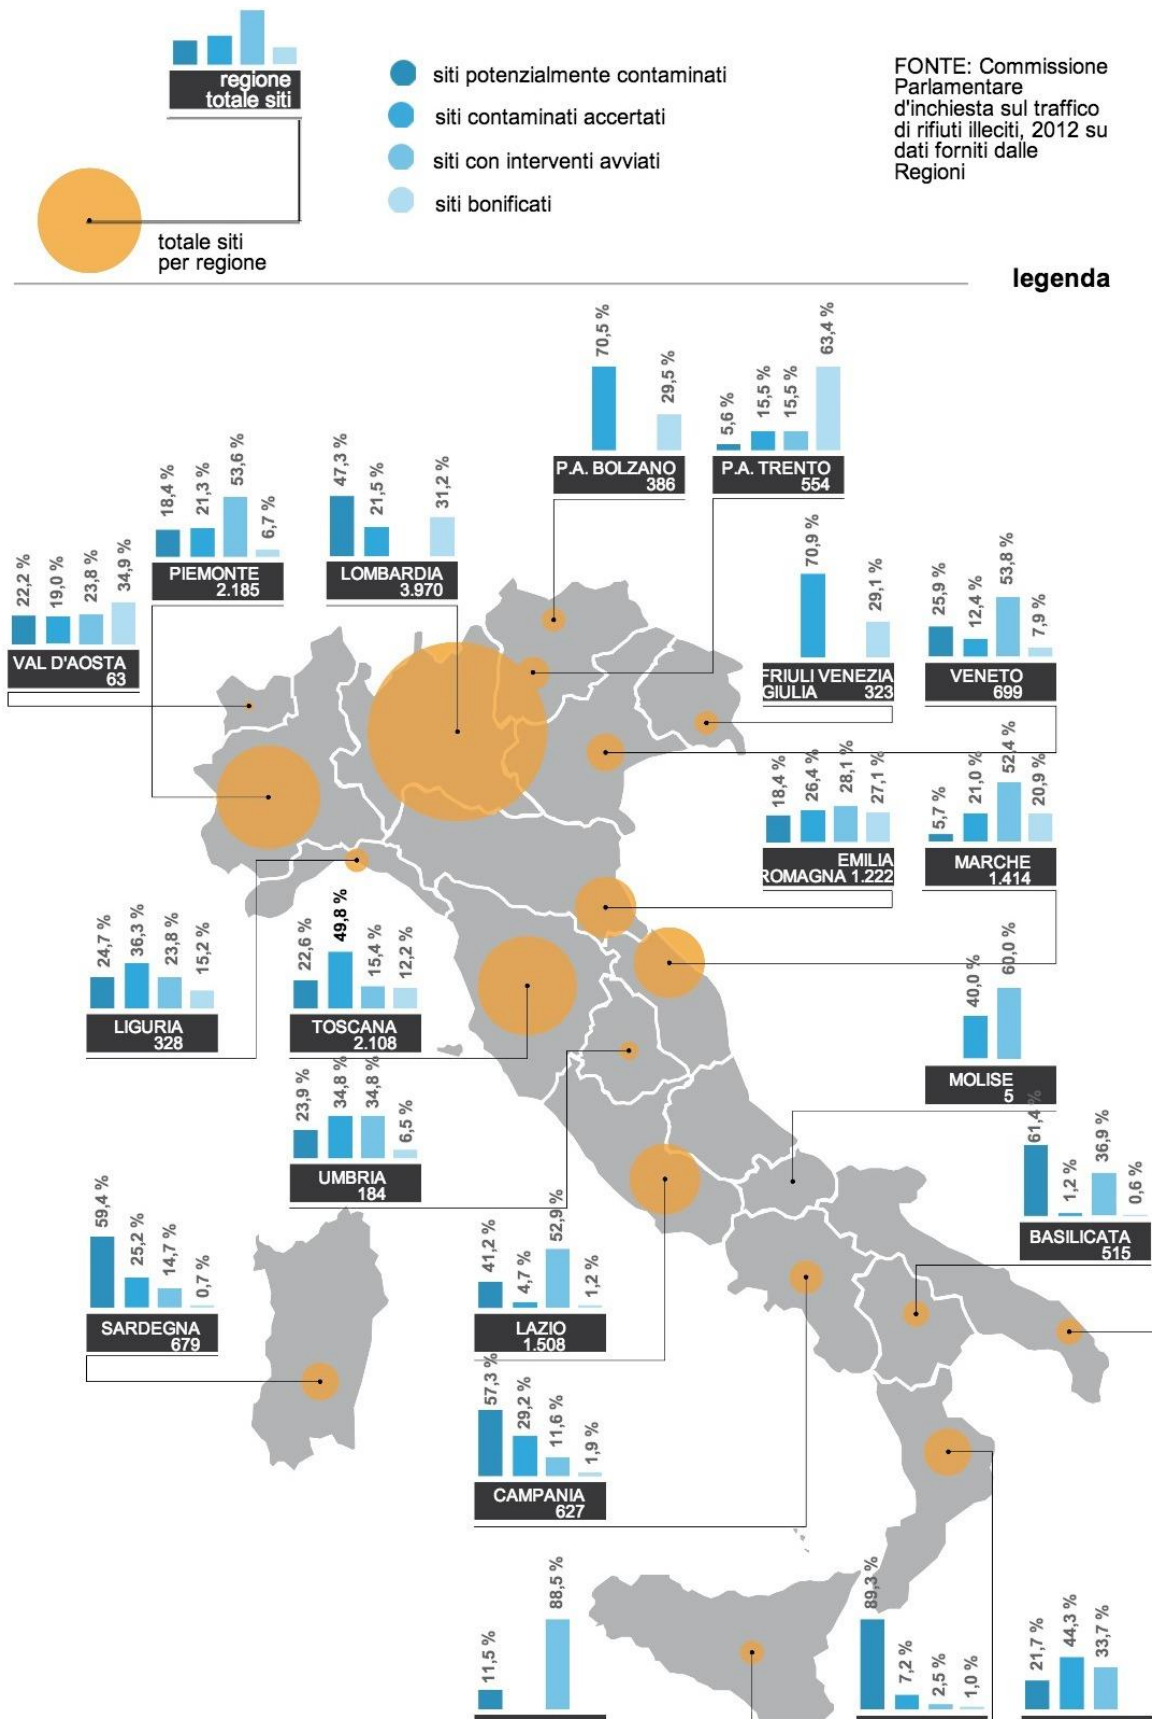 regione
totale siti
totale siti
per regione
siti potenzialmente contaminati
siti contaminati accertati
siti con interventi avviati
siti bonificati
FONTE: Commissione
Parlamentare
d'inchiesta sul traffico
di rifiuti illeciti, 2012 su
dati forniti dalle
Regioni
legenda
70,5 %
29,5 %
P.A. BOLZANO
386
5,6 %
15,5 %
15,5 %
63,4 %
P.A. TRENTO
554
18,4 %
21,3 %
53,6 %
6,7 %
PIEMONTE
2.185
47,3 %
21,5 %
31,2 %
LOMBARDIA
3.970
22,2 %
19,0 %
23,8 %
34,9 %
VAL D'AOSTA
63
70,9 %
29,1 %
FRIULI VENEZIA
GIULIA 323
25,9 %
12,4 %
53,8 %
7,9 %
VENETO
699
18,4 %
26,4 %
28,1 %
27,1 %
EMILIA
ROMAGNA 1.222
5,7 %
21,0 %
52,4 %
20,9 %
MARCHE
1.414
24,7 %
36,3 %
23,8 %
15,2 %
LIGURIA
328
22,6 %
49,8 %
15,4 %
12,2 %
TOSCANA
2.108
40,0 %
60,0 %
MOLISE
5
23,9 %
34,8 %
34,8 %
6,5 %
UMBRIA
184
61,4 %
1,2 %
36,9 %
0,6 %
BASILICATA
515
59,4 %
25,2 %
14,7 %
0,7 %
SARDEGNA
679
41,2 %
4,7 %
52,9 %
1,2 %
LAZIO
1.508
57,3 %
29,2 %
11,6 %
1,9 %
CAMPANIA
627
11,5 %
88,5 %
89,3 %
7,2 %
2,5 %
1,0 %
21,7 %
44,3 %
33,7 %